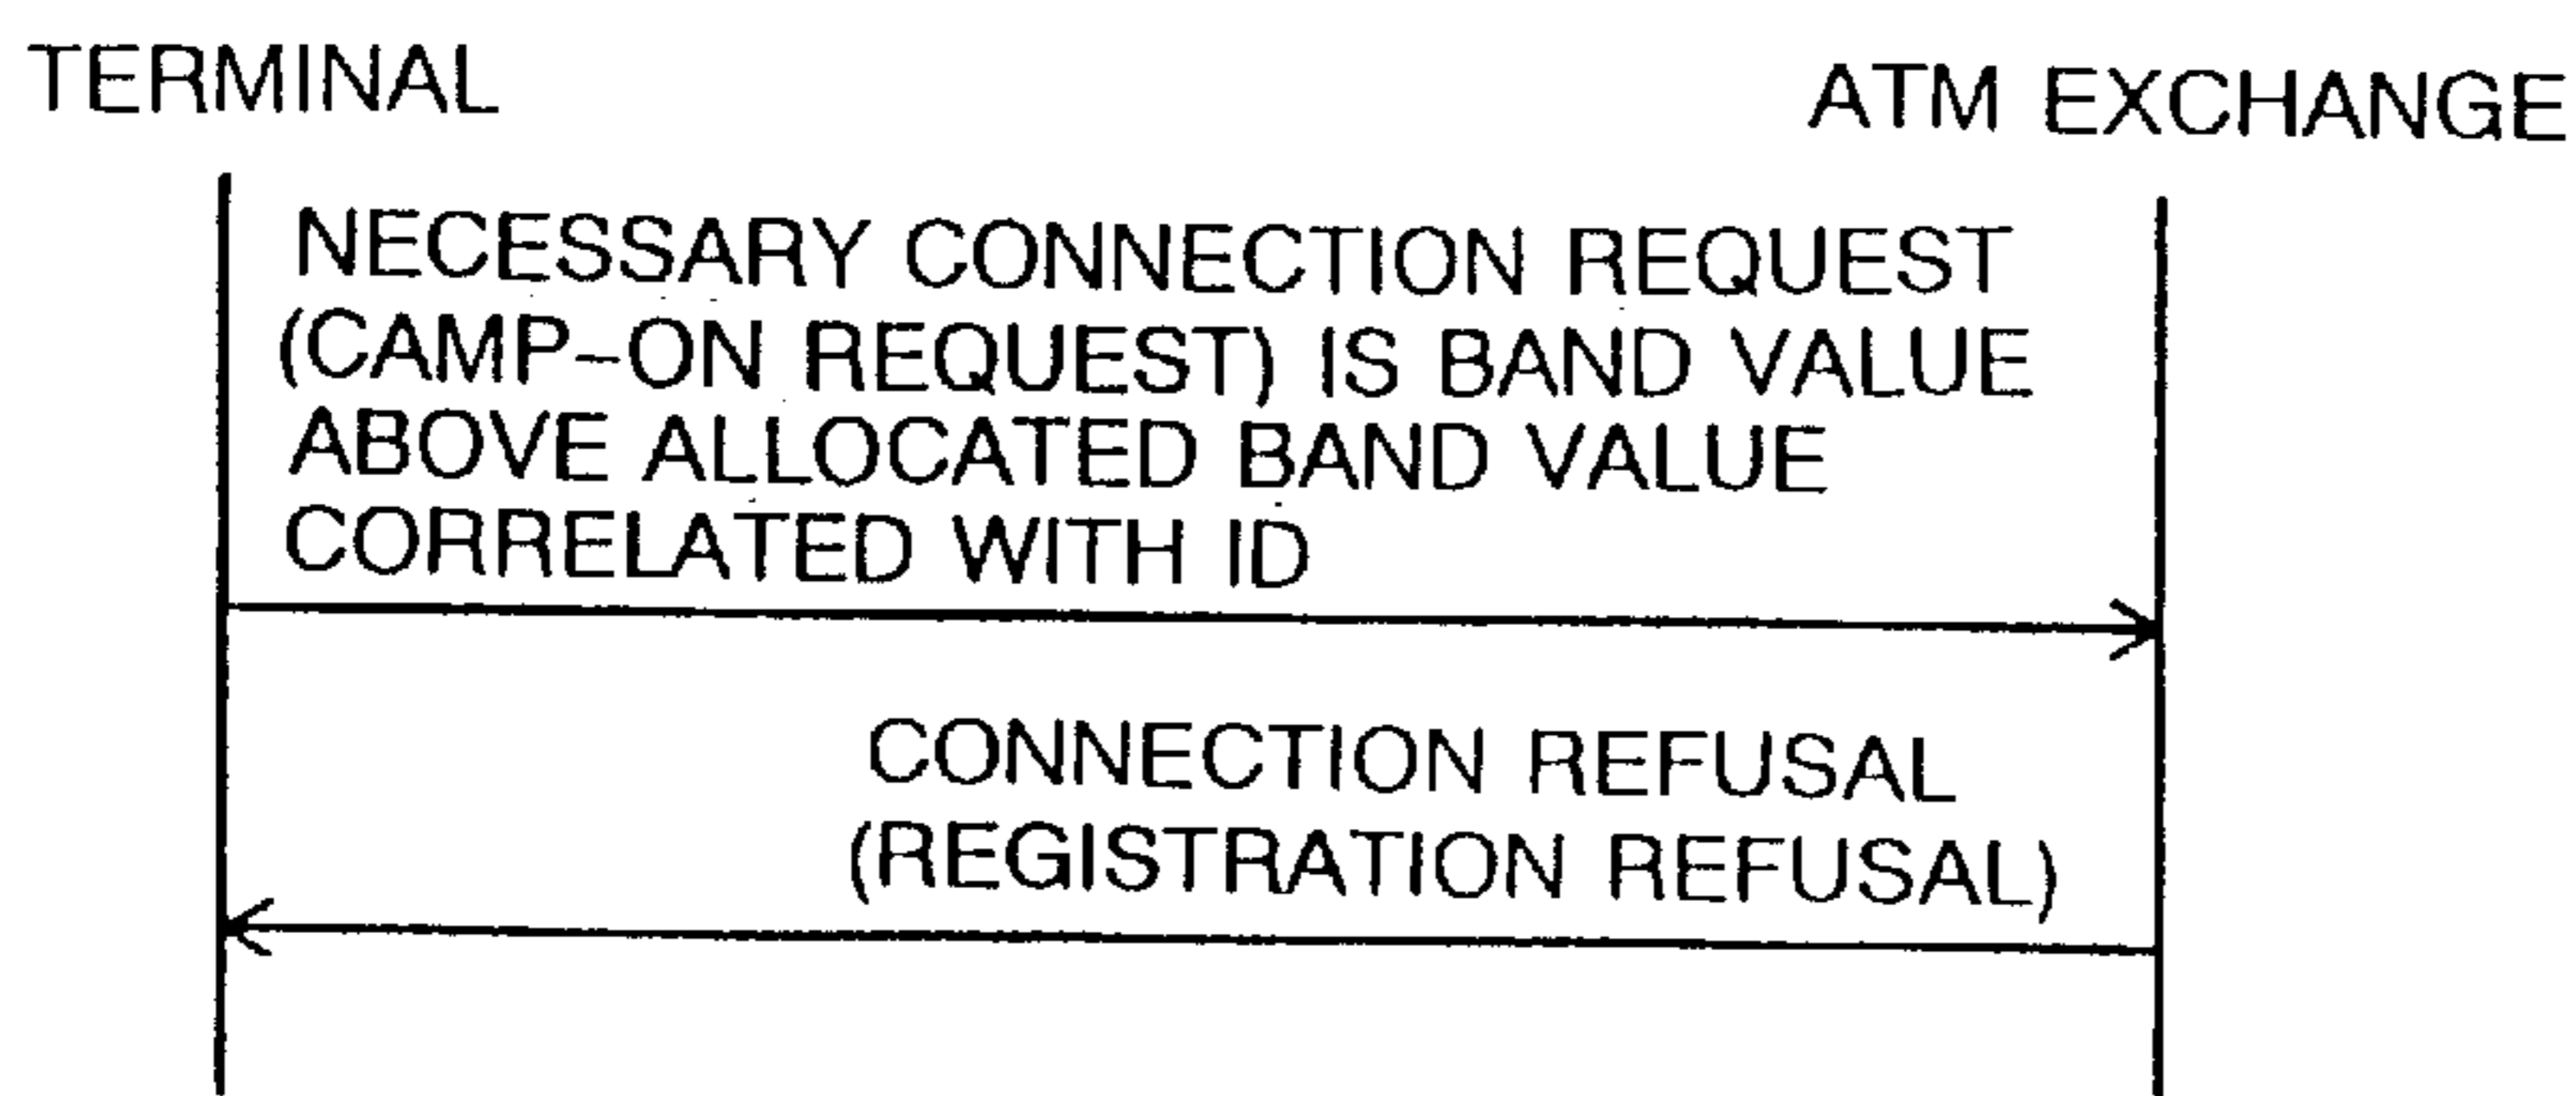 TERMINAL
ATM EXCHANGE
NECESSARY CONNECTION REQUEST
(CAMP-ON REQUEST) IS BAND VALUE
ABOVE ALLOCATED BAND VALUE
CORRELATED WITH ID
CONNECTION REFUSAL
(REGISTRATION REFUSAL)